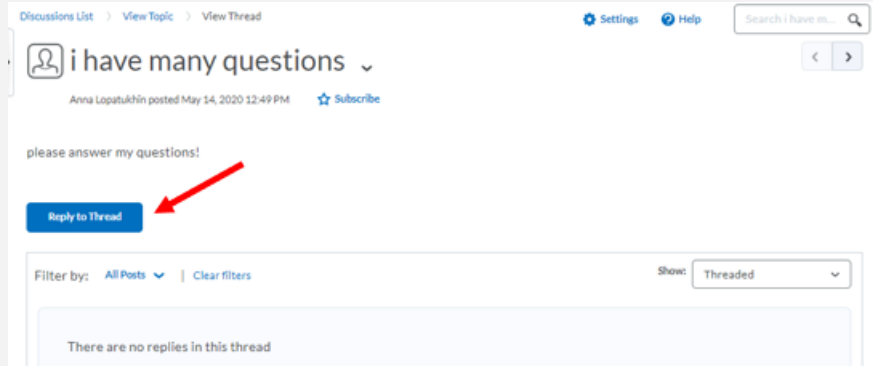 Discussions List > View Topic > View Thread
Settings Help Search i have m...
i have many questions
Anna Lopatukhin posted May 14, 2020 12:49 PM Subscribe
please answer my questions!
Reply to Thread
Filter by: All Posts | Clear filters Show: Threaded
There are no replies in this thread